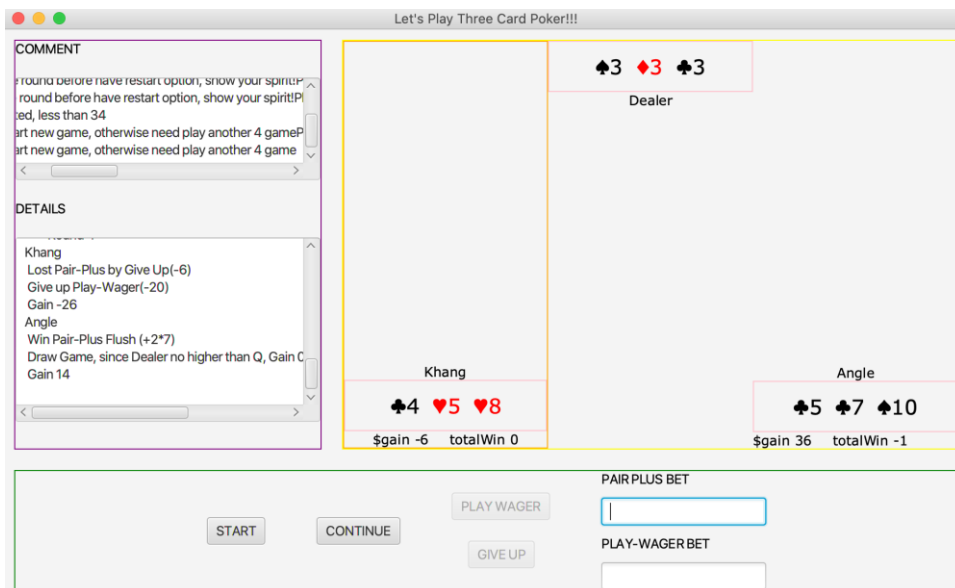 Let's Play Three Card Poker!!!
COMMENT
round before have restart option, show your spirit!P
round before have restart option, show your spirit!Pl
ted, less than 34
art new game, otherwise need play another 4 gameP
art new game, otherwise need play another 4 game
DETAILS
Khang
Lost Pair-Plus by Give Up(-6)
Give up Play-Wager(-20)
Gain -26
Angle
Win Pair-Plus Flush (+2*7)
Draw Game, since Dealer no higher than Q, Gain 0
Gain 14
♠3 ♦3 ♣3
Dealer
Khang
♣4 ♥5 ♥8
$gain -6 totalWin 0
Angle
♣5 ♣7 ♠10
$gain 36 totalWin -1
START
CONTINUE
PLAY WAGER
GIVE UP
PAIR PLUS BET
PLAY-WAGER BET